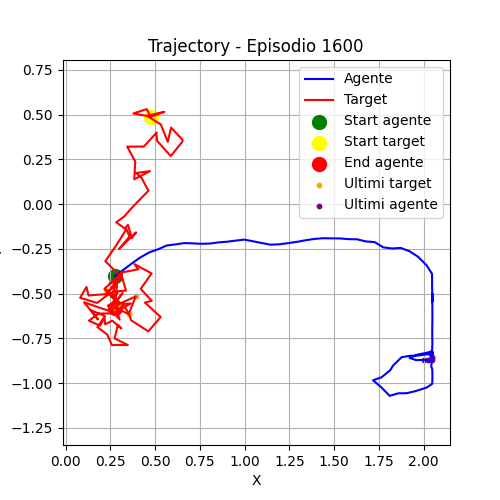 Trajectory - Episodio 1600
Agente
Target
Start agente
Start target
End agente
Ultimi target
Ultimi agente
0.75
0.50
0.25
0.00
−0.25
−0.50
−0.75
−1.00
−1.25
0.00 0.25 0.50 0.75 1.00 1.25 1.50 1.75 2.00
X